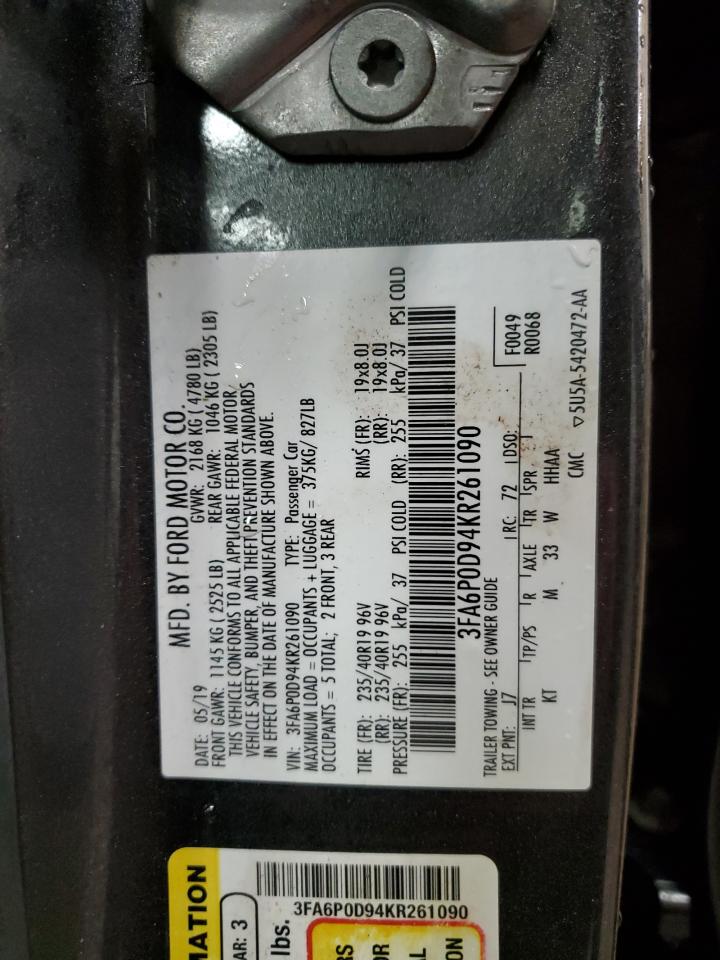 MFD. BY FORD MOTOR CO.
DATE: 05/19 GVWR: 2168 KG ( 4780 LB)
FRONT GAWR: 1145 KG ( 2525 LB) REAR GAWR: 1046 KG ( 2305 LB)
THIS VEHICLE CONFORMS TO ALL APPLICABLE FEDERAL MOTOR
VEHICLE SAFETY, BUMPER, AND THEFT PREVENTION STANDARDS
IN EFFECT ON THE DATE OF MANUFACTURE SHOWN ABOVE.
VIN: 3FA6P0D94KR261090 TYPE: Passenger Car
MAXIMUM LOAD = OCCUPANTS + LUGGAGE = 375KG/ 827LB
OCCUPANTS = 5 TOTAL; 2 FRONT, 3 REAR
TIRE (FR): 235/40R19 96V RIMS (FR): 19x8.0J
(RR): 235/40R19 96V (RR): 19x8.0J
PRESSURE (FR): 255 kPa/ 37 PSI COLD (RR): 255 kPa/ 37 PSI COLD
3FA6P0D94KR261090
TRAILER TOWING - SEE OWNER GUIDE F0049
EXT PNT: J7 RC: 72 DSO: R0068
INT TR TP/PS R AXLE TR SPR
KT M 33 W HHAA
CMC ▽5U5A-5420472-AA
MATION
AR: 3
lbs.
3FA6P0D94KR261090
RS
OR
AL
ON